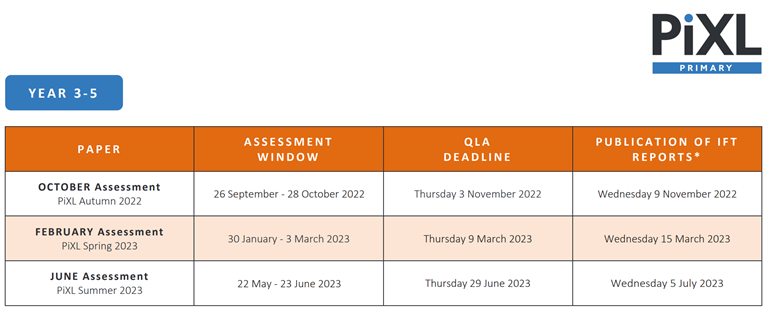 PiXL
PRIMARY
YEAR 3-5
PAPER
ASSESSMENT
WINDOW
QLA
DEADLINE
PUBLICATION OF IFT
REPORTS*
OCTOBER Assessment
PiXL Autumn 2022
26 September - 28 October 2022
Thursday 3 November 2022
Wednesday 9 November 2022
FEBRUARY Assessment
PiXL Spring 2023
30 January - 3 March 2023
Thursday 9 March 2023
Wednesday 15 March 2023
JUNE Assessment
PiXL Summer 2023
22 May - 23 June 2023
Thursday 29 June 2023
Wednesday 5 July 2023